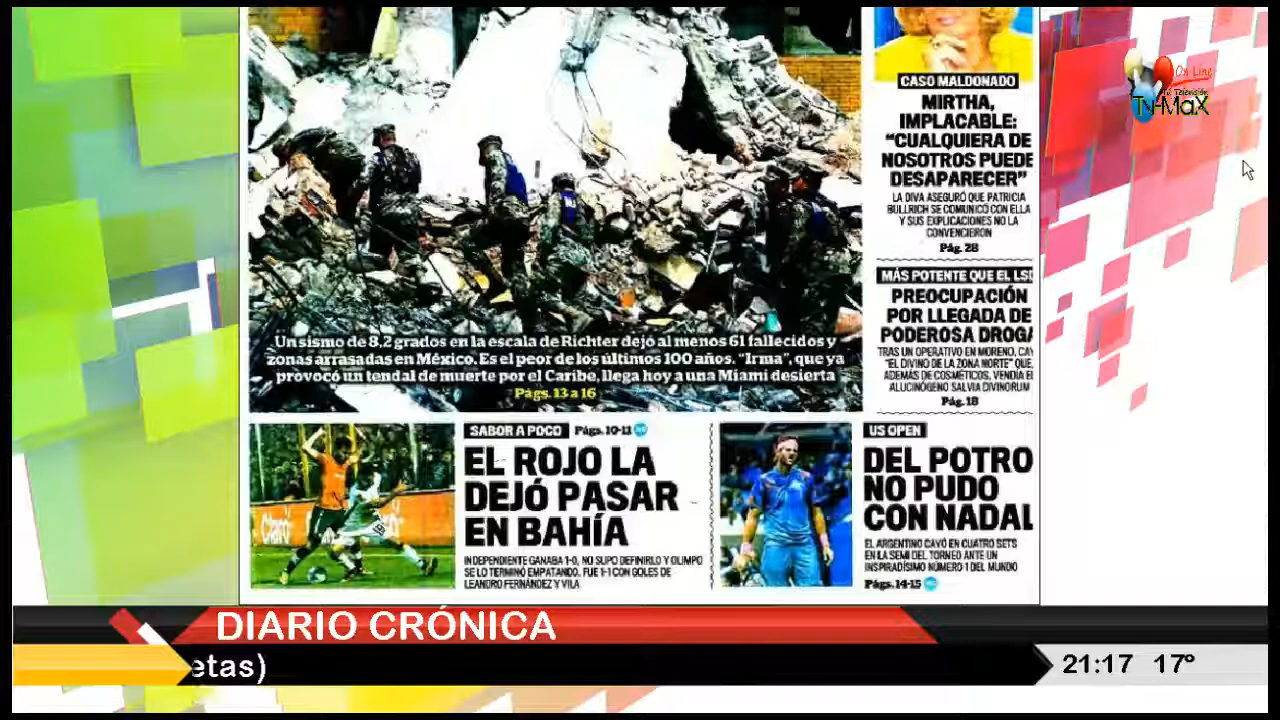 CASO MALDONADO
MIRTHA,
IMPLACABLE:
“CUALQUIERA DE
NOSOTROS PUEDE
DESAPARECER”
LA DIVA ASEGURÓ QUE PATRICIA
BULLRICH SE COMUNICÓ CON ELLA
Y SUS EXPLICACIONES NO LA
CONVENCIERON
Pág. 28
MÁS POTENTE QUE EL LSD
PREOCUPACIÓN
POR LLEGADA DE
PODEROSA DROGA
TRAS UN OPERATIVO EN MORENO, CAY
"EL DIVINO DE LA ZONA NORTE" QUE,
ADEMÁS DE COSMÉTICOS, VENDÍA EL
ALUCINÓGENO SALVIA DIVINORUM
Pág. 18
Un sismo de 8,2 grados en la escala de Richter dejó al menos 61 fallecidos y
zonas arrasadas en México. Es el peor de los últimos 100 años. "Irma", que ya
provocó un tendal de muerte por el Caribe, llega hoy a una Miami desierta
Págs. 13 a 16
SABOR A POCO Págs. 10-11
EL ROJO LA
DEJÓ PASAR
EN BAHÍA
INDEPENDIENTE GANABA 1-0, NO SUPO DEFINIRLO Y OLIMPO
SE LO TERMINÓ EMPATANDO. FUE 1-1 CON GOLES DE
LEANDRO FERNÁNDEZ Y VILA
Claro
US OPEN
DEL POTRO
NO PUDO
CON NADAL
EL ARGENTINO CAYÓ EN CUATRO SETS
EN LA SEMI DEL TORNEO ANTE UN
INSPIRADÍSIMO NÚMERO 1 DEL MUNDO
Págs. 14-15
On Line
Tu Televisión
Tv-MaX
DIARIO CRÓNICA
etas)
21:17 17º